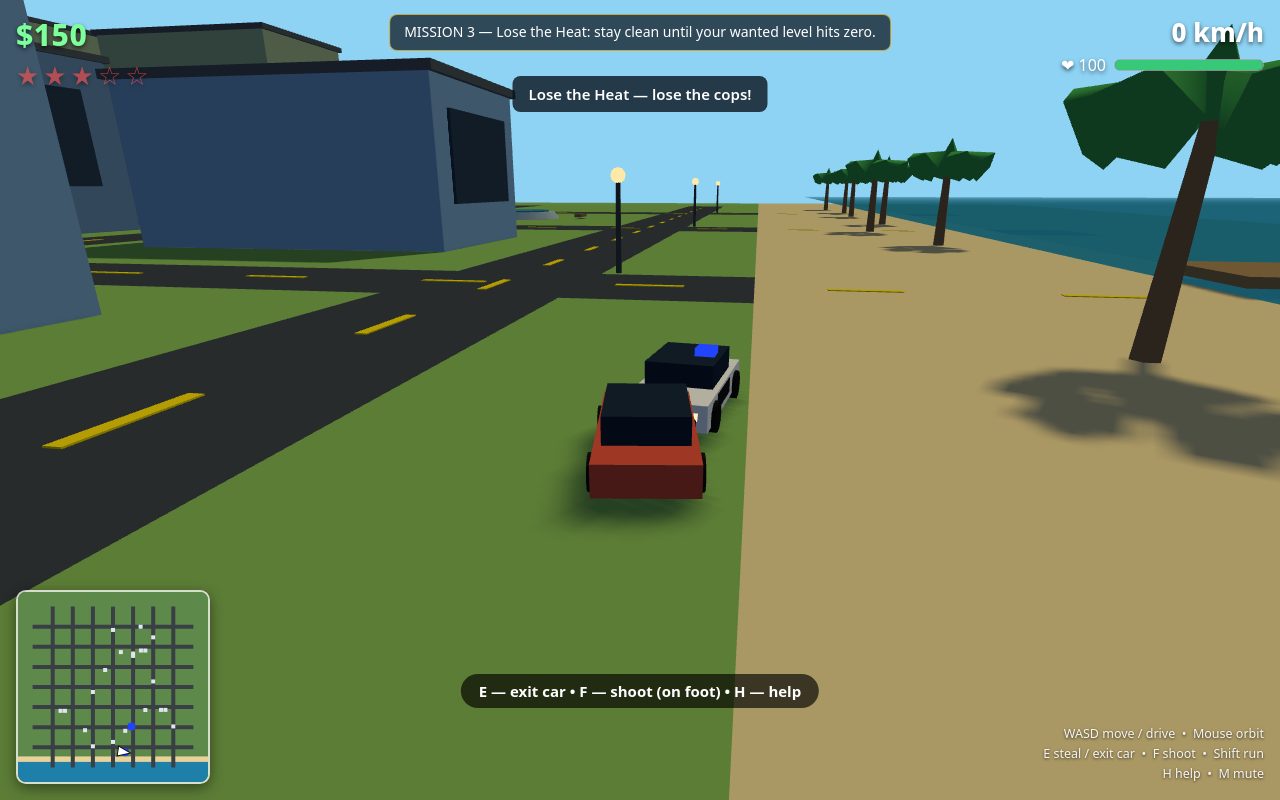 $150
★★★☆☆
MISSION 3 — Lose the Heat: stay clean until your wanted level hits zero.
Lose the Heat — lose the cops!
0 km/h
❤ 100
E — exit car • F — shoot (on foot) • H — help
WASD move / drive • Mouse orbit
E steal / exit car • F shoot • Shift run
H help • M mute